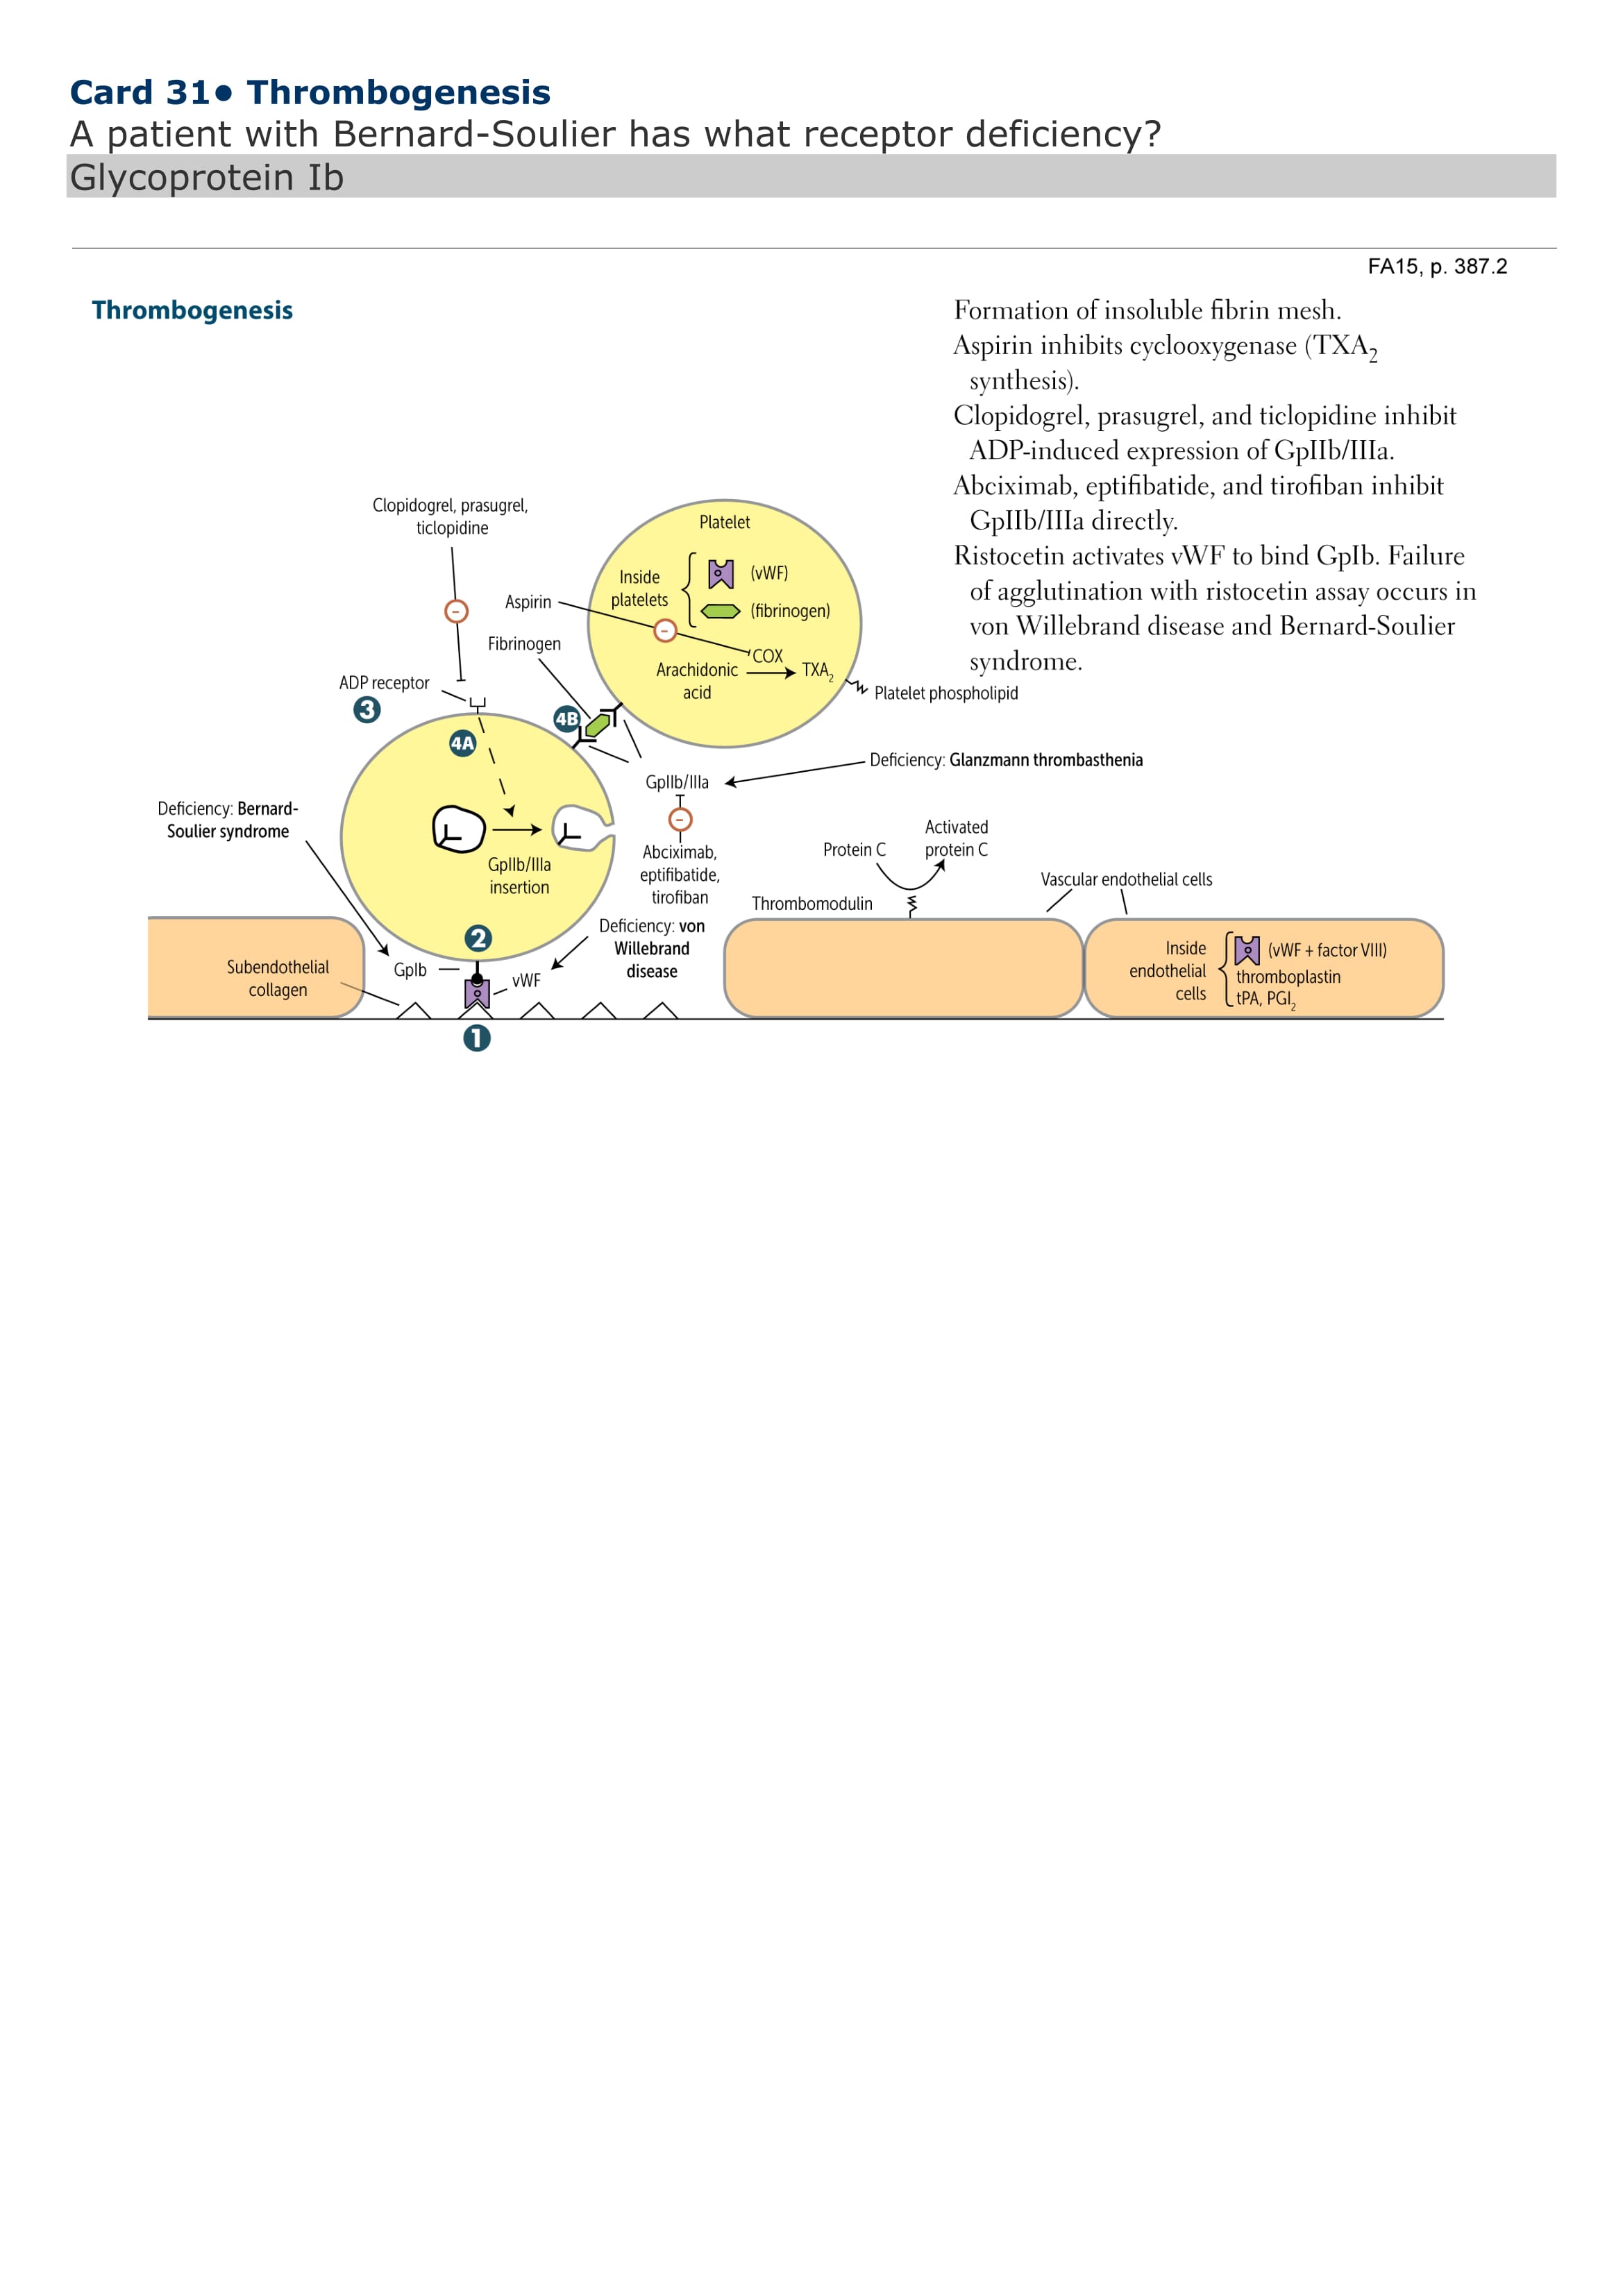 Card 31● Thrombogenesis
A patient with Bernard-Soulier has what receptor deficiency?
Glycoprotein Ib
FA15, p. 387.2
Thrombogenesis
Formation of insoluble fibrin mesh.
Aspirin inhibits cyclooxygenase (TXA2
synthesis).
Clopidogrel, prasugrel, and ticlopidine inhibit
ADP-induced expression of GpIIb/IIIa.
Abciximab, eptifibatide, and tirofiban inhibit
GpIIb/IIIa directly.
Ristocetin activates vWF to bind GpIb. Failure
of agglutination with ristocetin assay occurs in
von Willebrand disease and Bernard-Soulier
syndrome.
Clopidogrel, prasugrel,
ticlopidine
Platelet
Inside
platelets
(vWF)
(fibrinogen)
Aspirin
Fibrinogen
COX
Arachidonic
acid
TXA2
Platelet phospholipid
ADP receptor
3
4A
4B
GpIIb/IIIa
Deficiency: Glanzmann thrombasthenia
Deficiency: Bernard-
Soulier syndrome
GpIIb/IIIa
insertion
Abciximab,
eptifibatide,
tirofiban
Protein C
Activated
protein C
Thrombomodulin
Vascular endothelial cells
Deficiency: von
Willebrand
disease
2
GpIb
vWF
Subendothelial
collagen
Inside
endothelial
cells
(vWF + factor VIII)
thromboplastin
tPA, PGI2
1